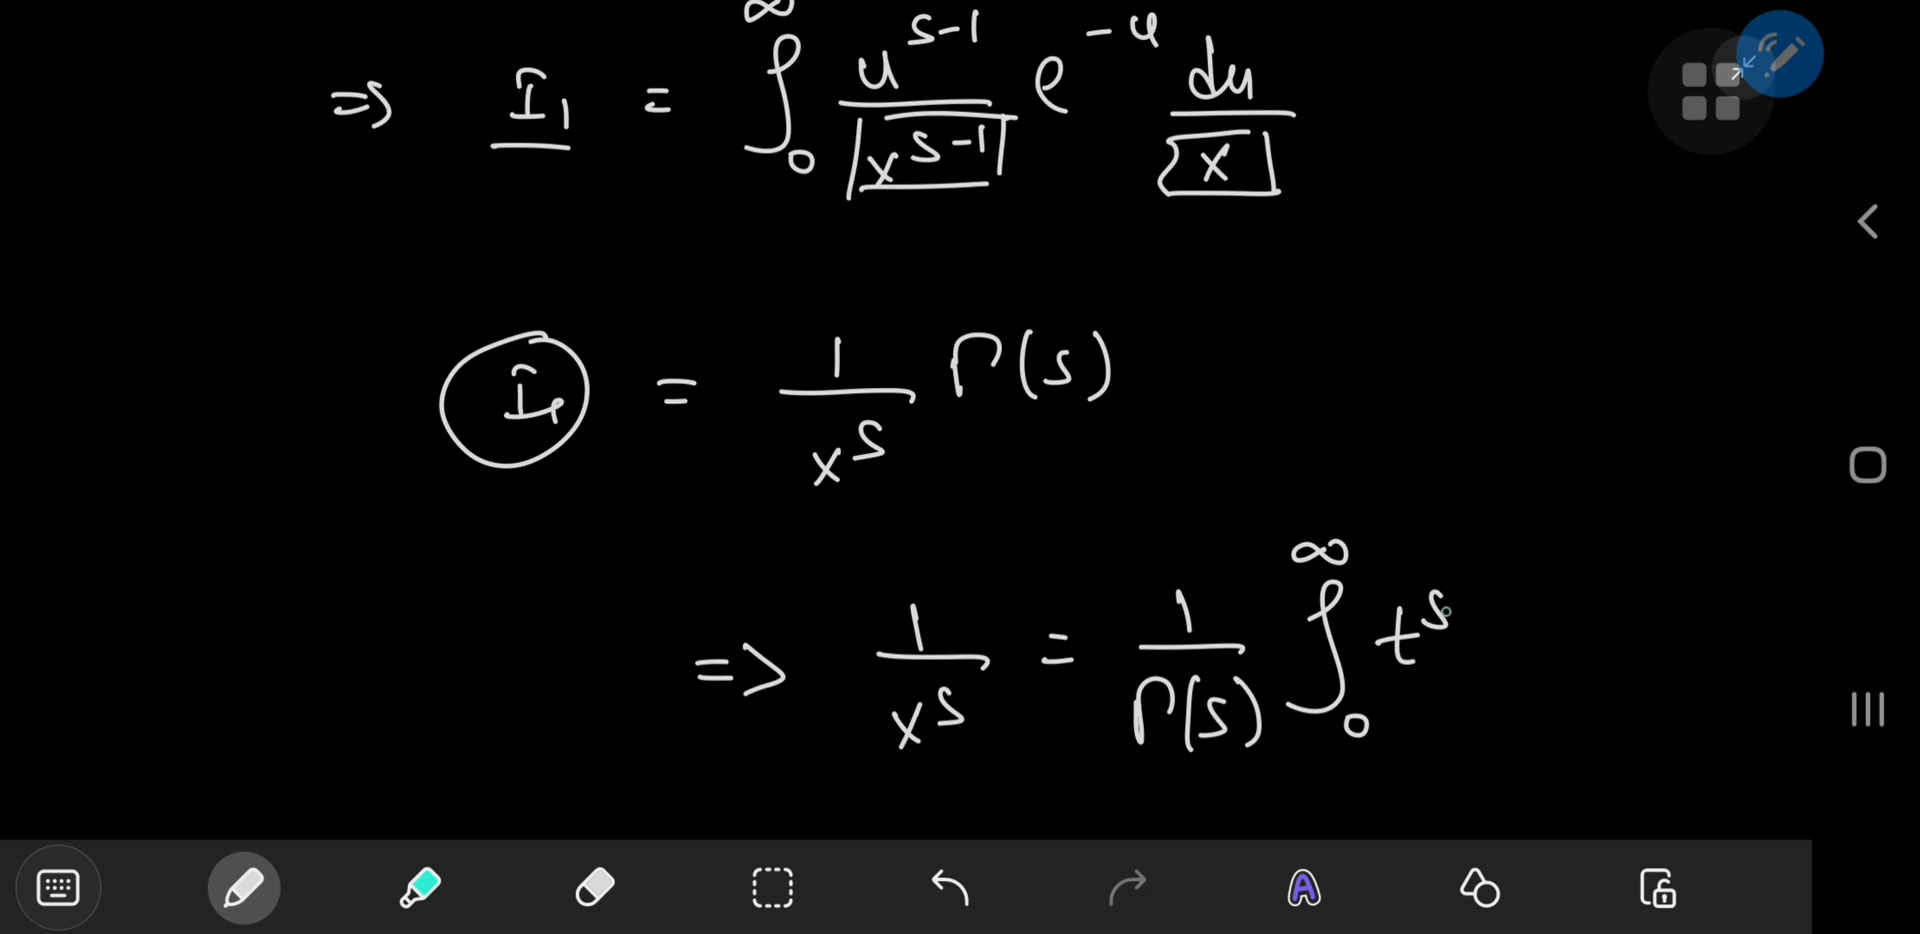 => I₁ = ∫₀^∞ u^(s-1)/x^(s-1) e^(-u) du/x
I₁ = 1/x^s Γ(s)
=> 1/x^s = 1/Γ(s) ∫₀^∞ t^s
A